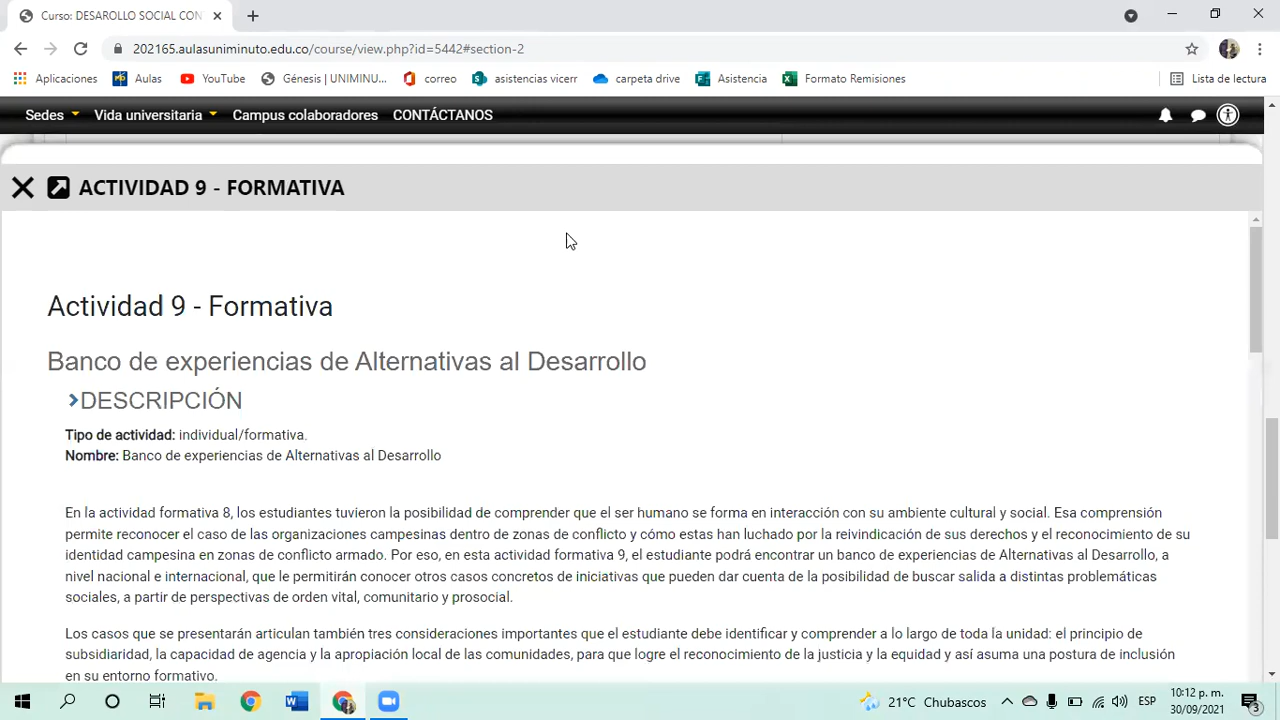 Curso: DESAROLLO SOCIAL CON
202165.aulasuniminuto.edu.co/course/view.php?id=5442#section-2
Aplicaciones Aulas YouTube Génesis | UNIMINU... correo asistencias vicerr carpeta drive Asistencia Formato Remisiones Lista de lectura
Sedes Vida universitaria Campus colaboradores CONTÁCTANOS
ACTIVIDAD 9 - FORMATIVA
Actividad 9 - Formativa
Banco de experiencias de Alternativas al Desarrollo
DESCRIPCIÓN
Tipo de actividad: individual/formativa.
Nombre: Banco de experiencias de Alternativas al Desarrollo
En la actividad formativa 8, los estudiantes tuvieron la posibilidad de comprender que el ser humano se forma en interacción con su ambiente cultural y social. Esa comprensión
permite reconocer el caso de las organizaciones campesinas dentro de zonas de conflicto y cómo estas han luchado por la reivindicación de sus derechos y el reconocimiento de su
identidad campesina en zonas de conflicto armado. Por eso, en esta actividad formativa 9, el estudiante podrá encontrar un banco de experiencias de Alternativas al Desarrollo, a
nivel nacional e internacional, que le permitirán conocer otros casos concretos de iniciativas que pueden dar cuenta de la posibilidad de buscar salida a distintas problemáticas
sociales, a partir de perspectivas de orden vital, comunitario y prosocial.
Los casos que se presentarán articulan también tres consideraciones importantes que el estudiante debe identificar y comprender a lo largo de toda la unidad: el principio de
subsidiaridad, la capacidad de agencia y la apropiación local de las comunidades, para que logre el reconocimiento de la justicia y la equidad y así asuma una postura de inclusión
en su entorno formativo.
21°C Chubascos ESP 10:12 p. m.
30/09/2021 3